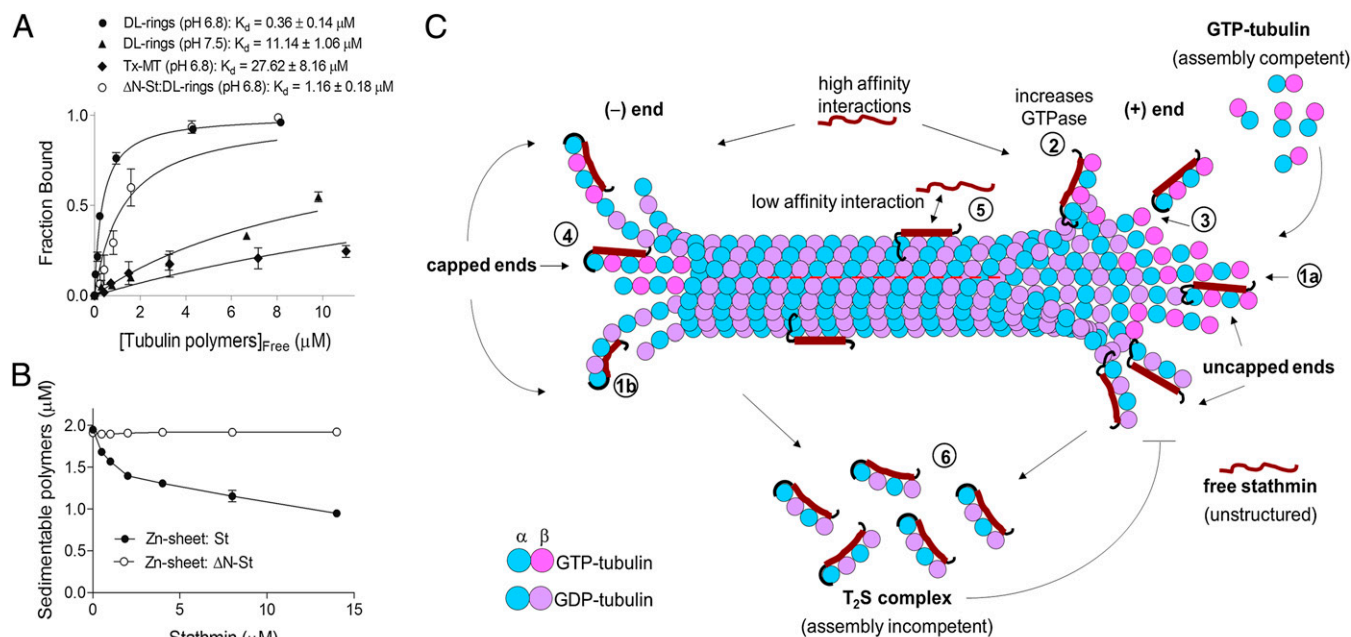 A
DL-rings (pH 6.8): Kd = 0.36 ± 0.14 µM
DL-rings (pH 7.5): Kd = 11.14 ± 1.06 µM
Tx-MT (pH 6.8): Kd = 27.62 ± 8.16 µM
ΔN-St:DL-rings (pH 6.8): Kd = 1.16 ± 0.18 µM
Fraction Bound
1.0
0.5
0.0
0 2 4 6 8 10
[Tubulin polymers]Free (µM)
B
Sedimentable polymers (µM)
2.0
1.5
1.0
0.5
0.0
Zn-sheet: St
Zn-sheet: ΔN-St
0 5 10 15
Stathmin (µM)
C
GTP-tubulin
(assembly competent)
high affinity
interactions
(–) end
increases
GTPase
(+) end
2
low affinity interaction
5
3
4
capped ends
1a
1b
uncapped ends
6
free stathmin
(unstructured)
α β
GTP-tubulin
GDP-tubulin
T2S complex
(assembly incompetent)